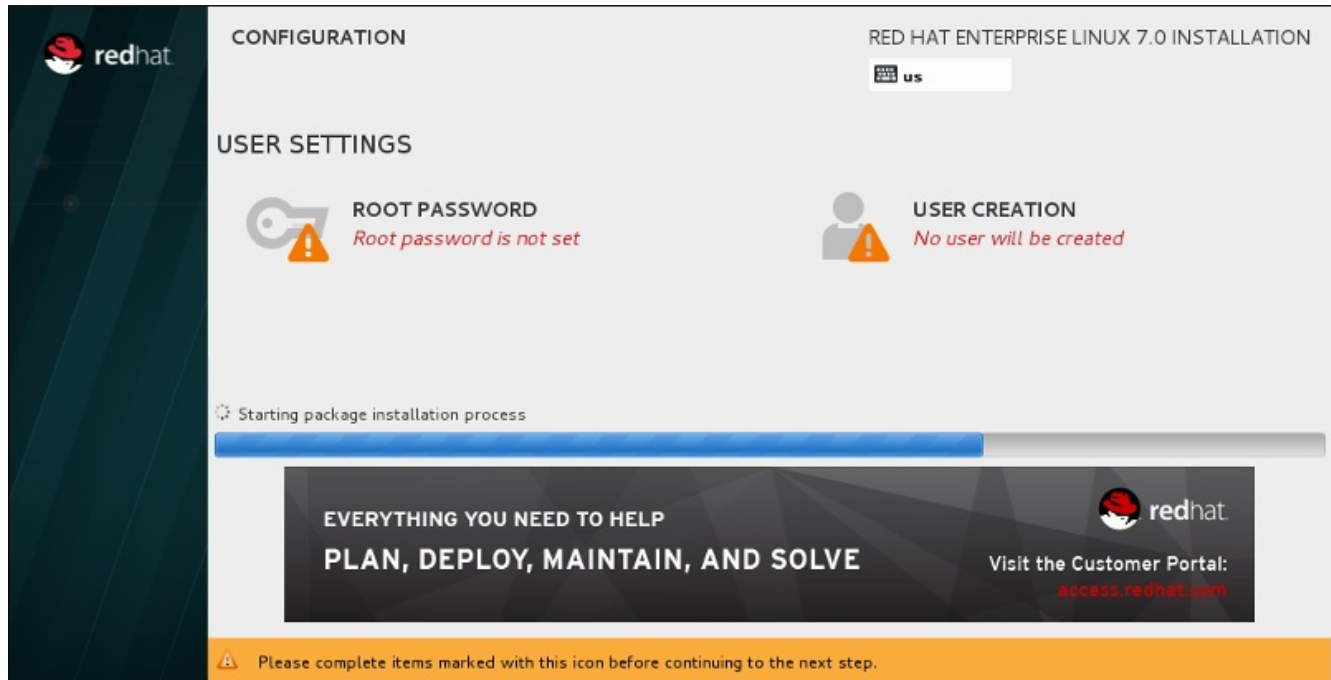 redhat.
CONFIGURATION
RED HAT ENTERPRISE LINUX 7.0 INSTALLATION
us
USER SETTINGS
ROOT PASSWORD
Root password is not set
USER CREATION
No user will be created
Starting package installation process
EVERYTHING YOU NEED TO HELP
PLAN, DEPLOY, MAINTAIN, AND SOLVE
redhat.
Visit the Customer Portal:
access.redhat.com
Please complete items marked with this icon before continuing to the next step.